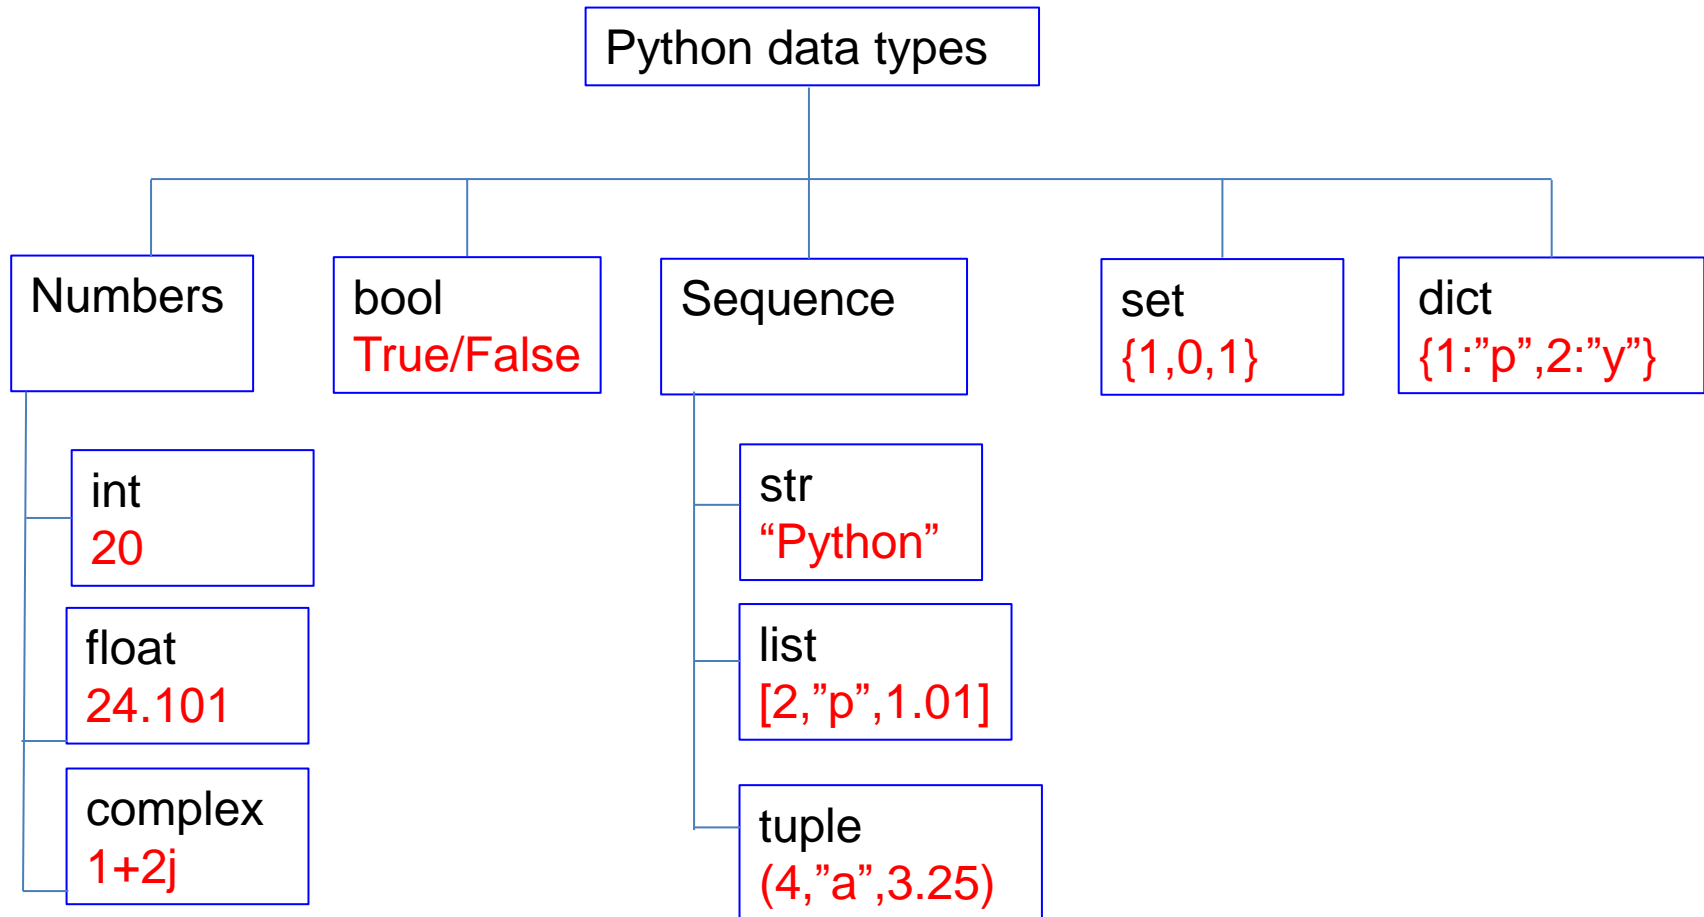 Python data types
Numbers
bool
True/False
Sequence
set
{1,0,1}
dict
{1:”p”,2:”y”}
int
20
float
24.101
complex
1+2j
str
“Python”
list
[2,”p”,1.01]
tuple
(4,”a”,3.25)